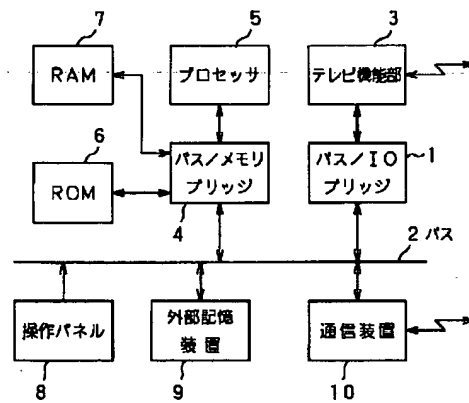 7
5
3
RAM
プロセッサ
テレビ機能部
6
ROM
バス/メモリ
ブリッジ
4
バス/IO
ブリッジ
1
2 バス
操作パネル
外部記憶
装置
通信装置
8
9
10